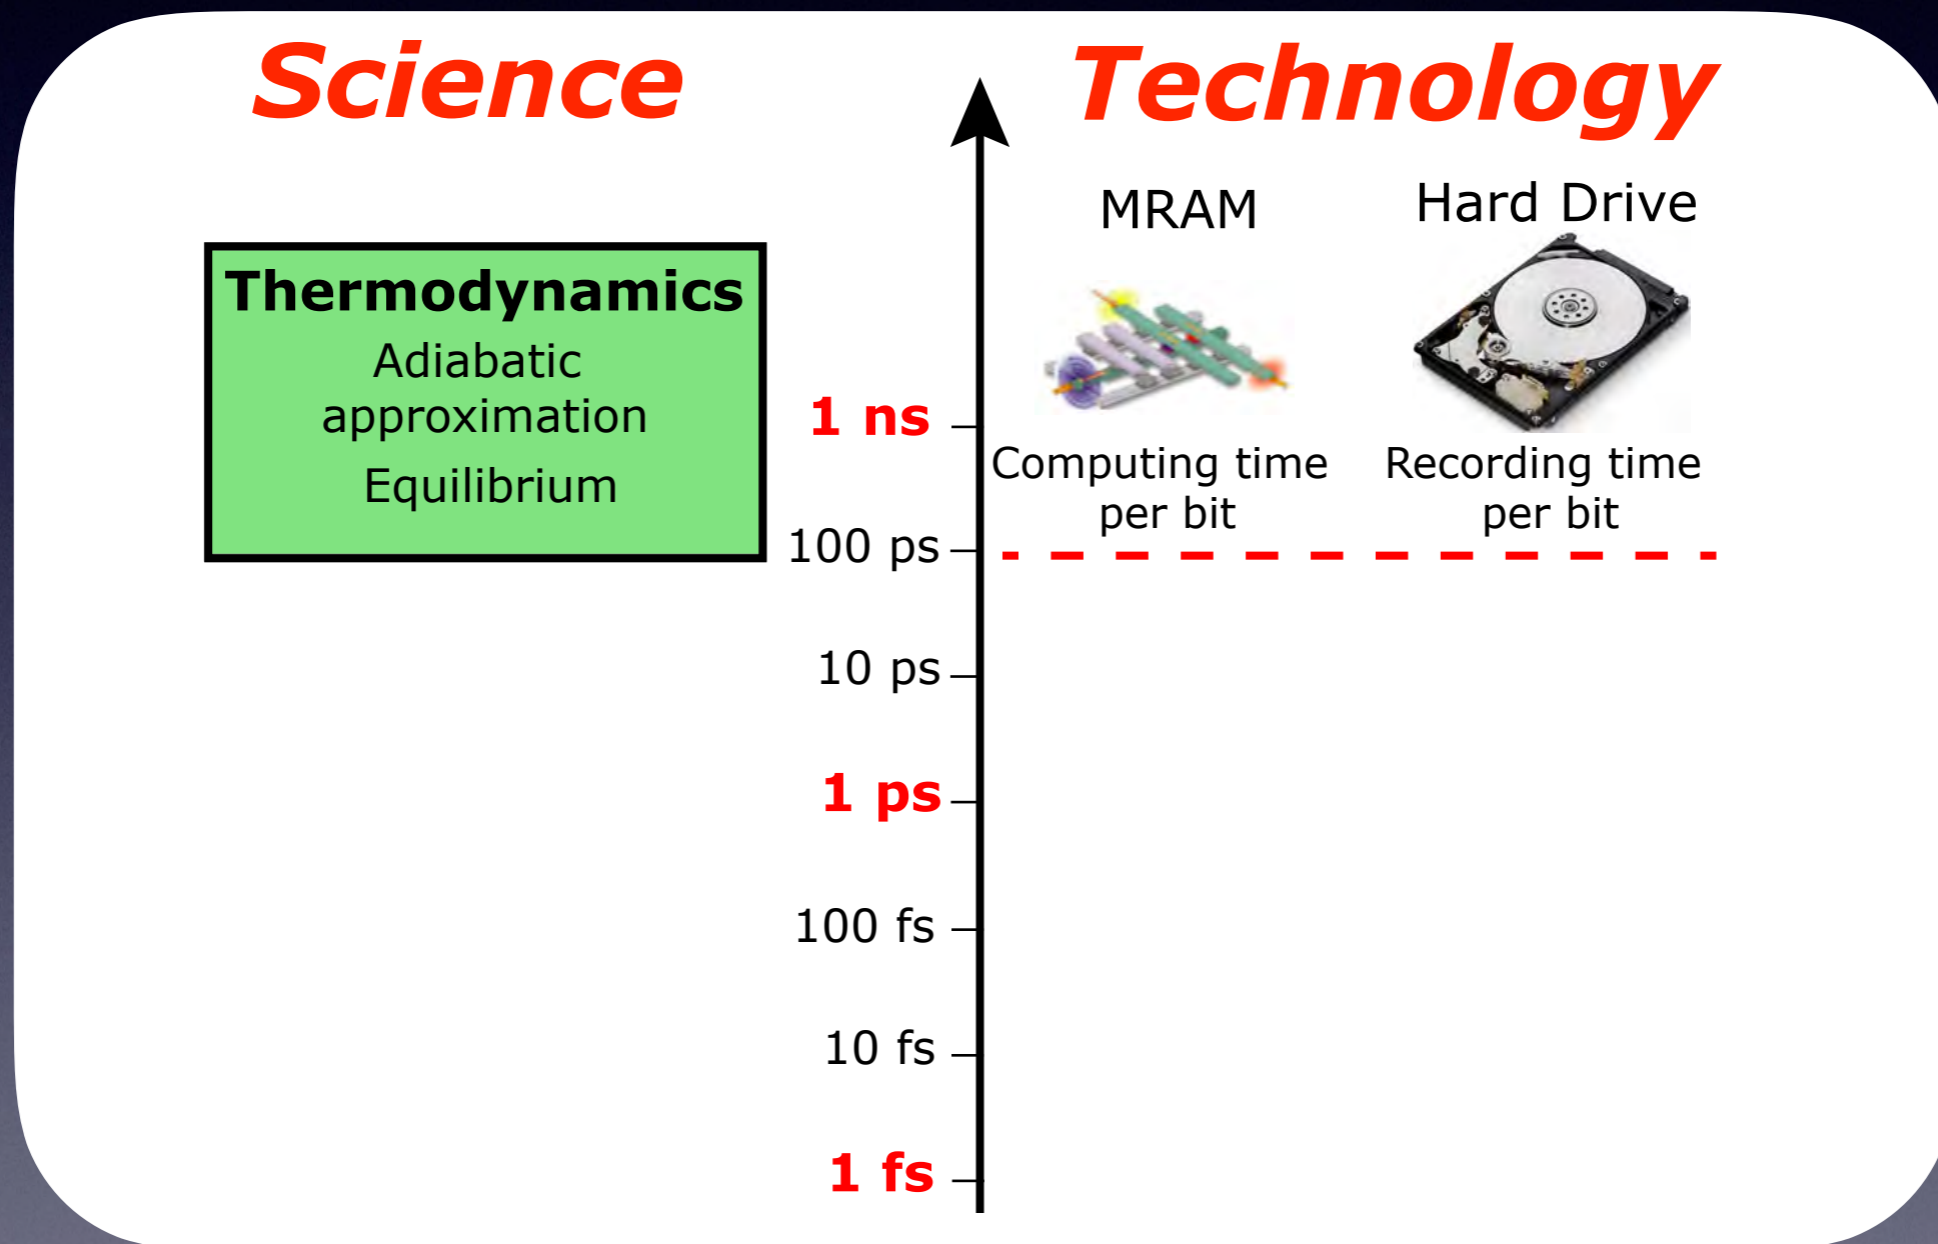 Science
Technology
MRAM
Hard Drive
Thermodynamics
Adiabatic
approximation
Equilibrium
1 ns
Computing time
per bit
Recording time
per bit
100 ps
10 ps
1 ps
100 fs
10 fs
1 fs